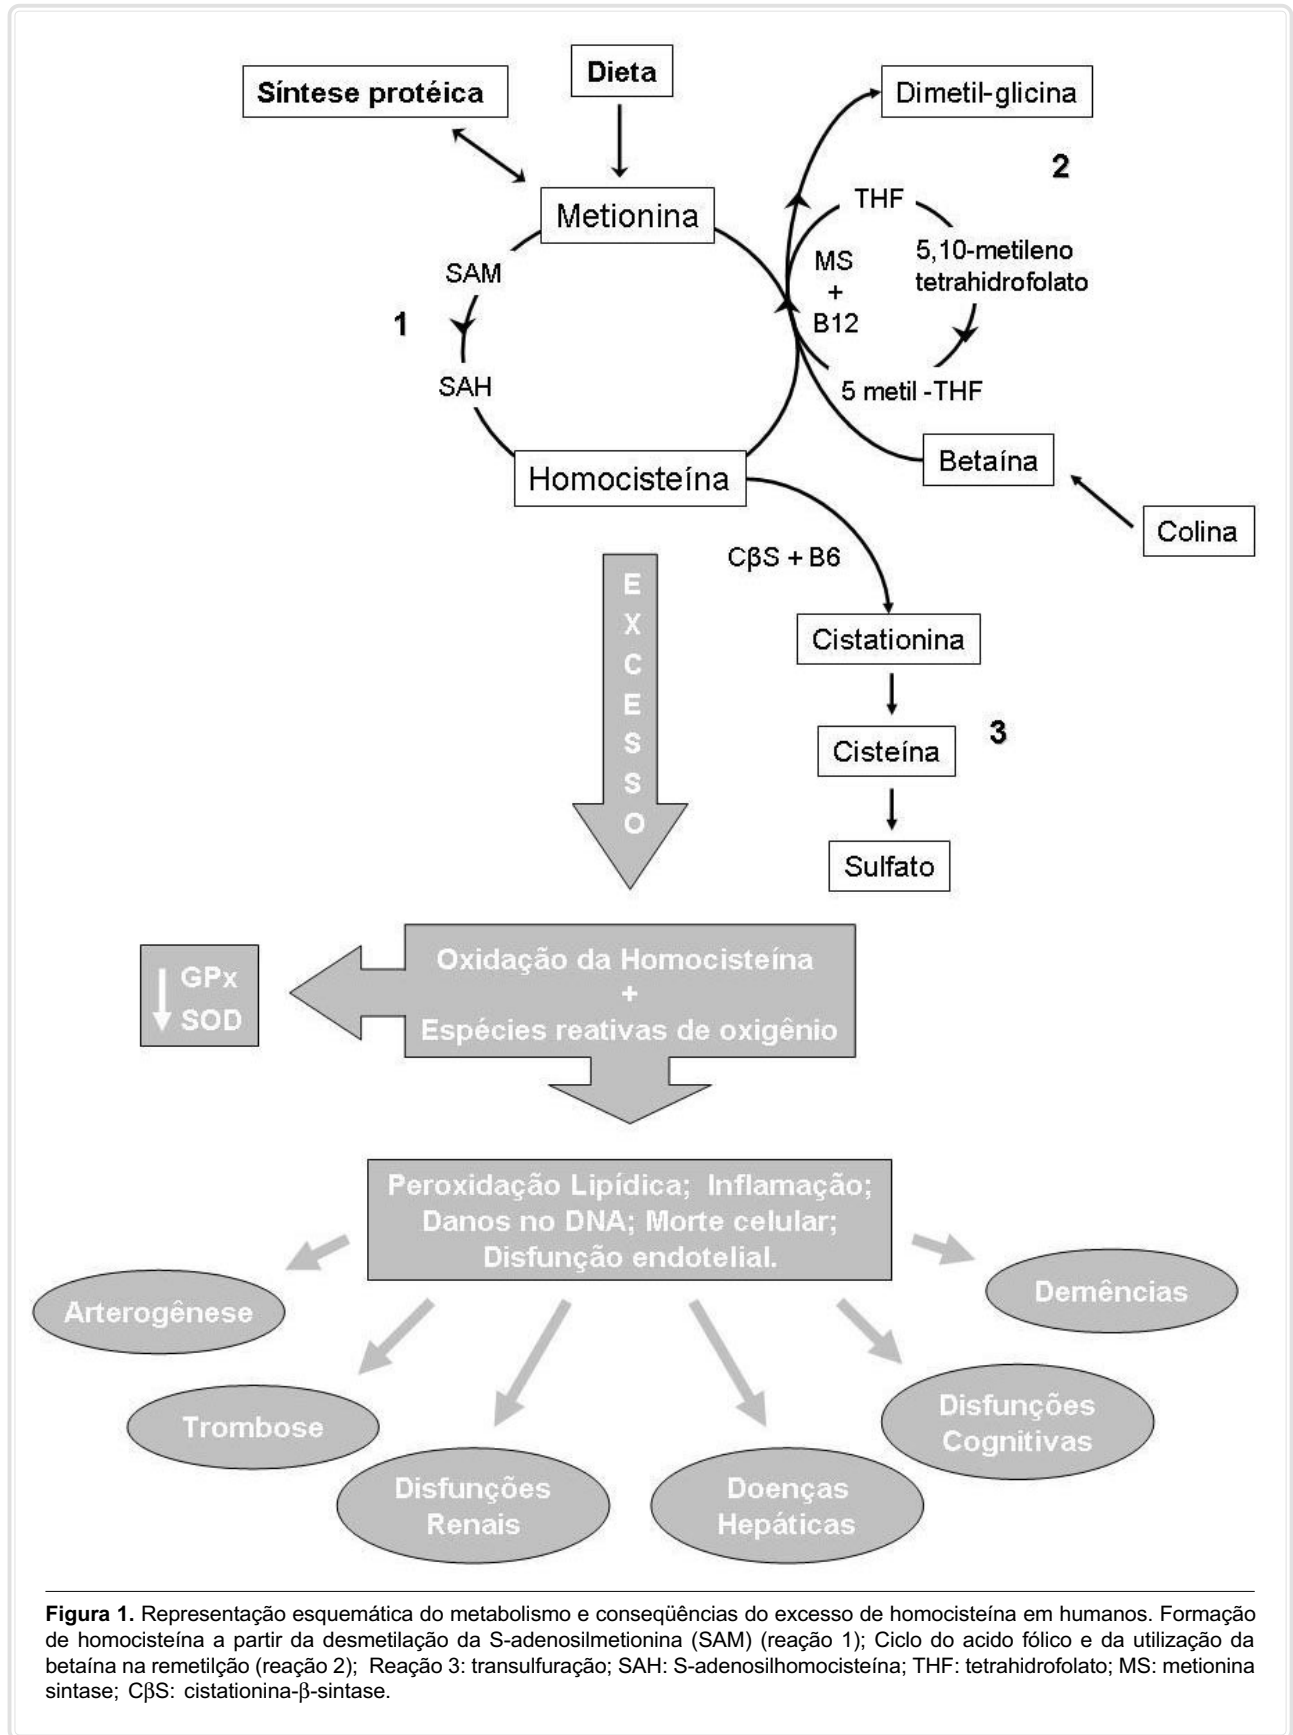 Síntese protéica
Dieta
Dimetil-glicina
2
Metionina
THF
5,10-metileno
tetrahidrofolato
MS
+
B12
SAM
1
SAH
5 metil -THF
Homocisteína
Betaína
Colina
CβS + B6
E
X
C
E
S
S
O
Cistationina
Cisteína
3
Sulfato
GPx
SOD
Oxidação da Homocisteína
+
Espécies reativas de oxigênio
Peroxidação Lipídica; Inflamação;
Danos no DNA; Morte celular;
Disfunção endotelial.
Arterogênese
Trombose
Disfunções
Renais
Doenças
Hepáticas
Disfunções
Cognitivas
Demências
Figura 1. Representação esquemática do metabolismo e conseqüências do excesso de homocisteína em humanos. Formação
de homocisteína a partir da desmetilação da S-adenosilmetionina (SAM) (reação 1); Ciclo do acido fólico e da utilização da
betaína na remetilção (reação 2); Reação 3: transulfuração; SAH: S-adenosilhomocisteína; THF: tetrahidrofolato; MS: metionina
sintase; CβS: cistationina-β-sintase.